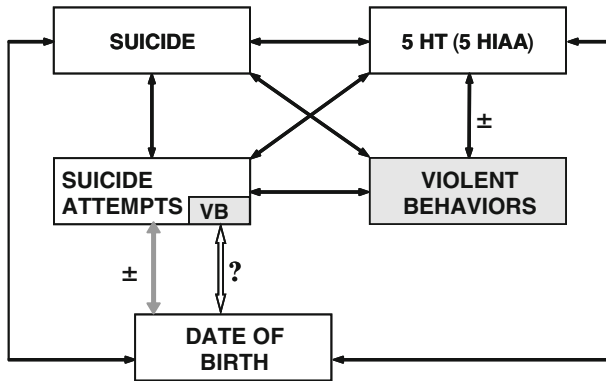 SUICIDE
5 HT (5 HIAA)
±
SUICIDE
ATTEMPTS
VB
VIOLENT
BEHAVIORS
±
?
DATE OF
BIRTH